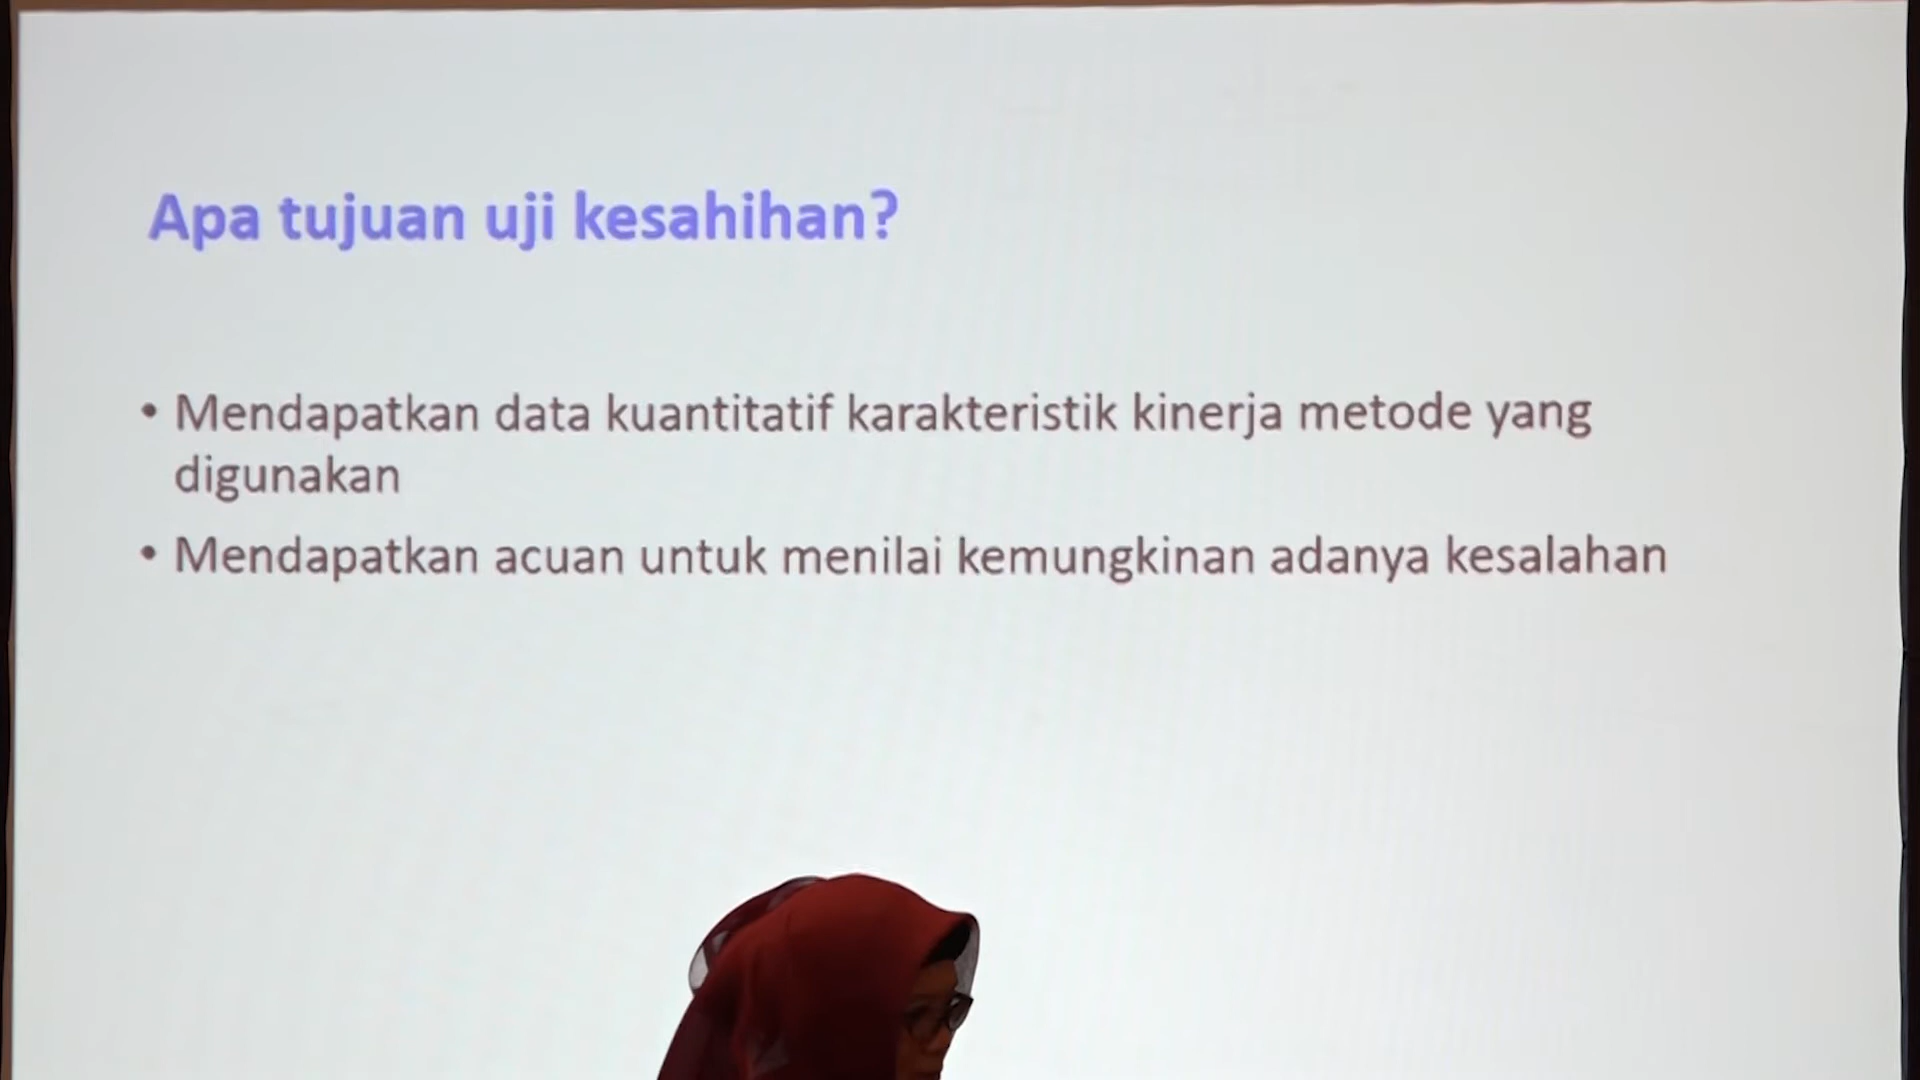 Apa tujuan uji kesahihan?
• Mendapatkan data kuantitatif karakteristik kinerja metode yang
digunakan
• Mendapatkan acuan untuk menilai kemungkinan adanya kesalahan